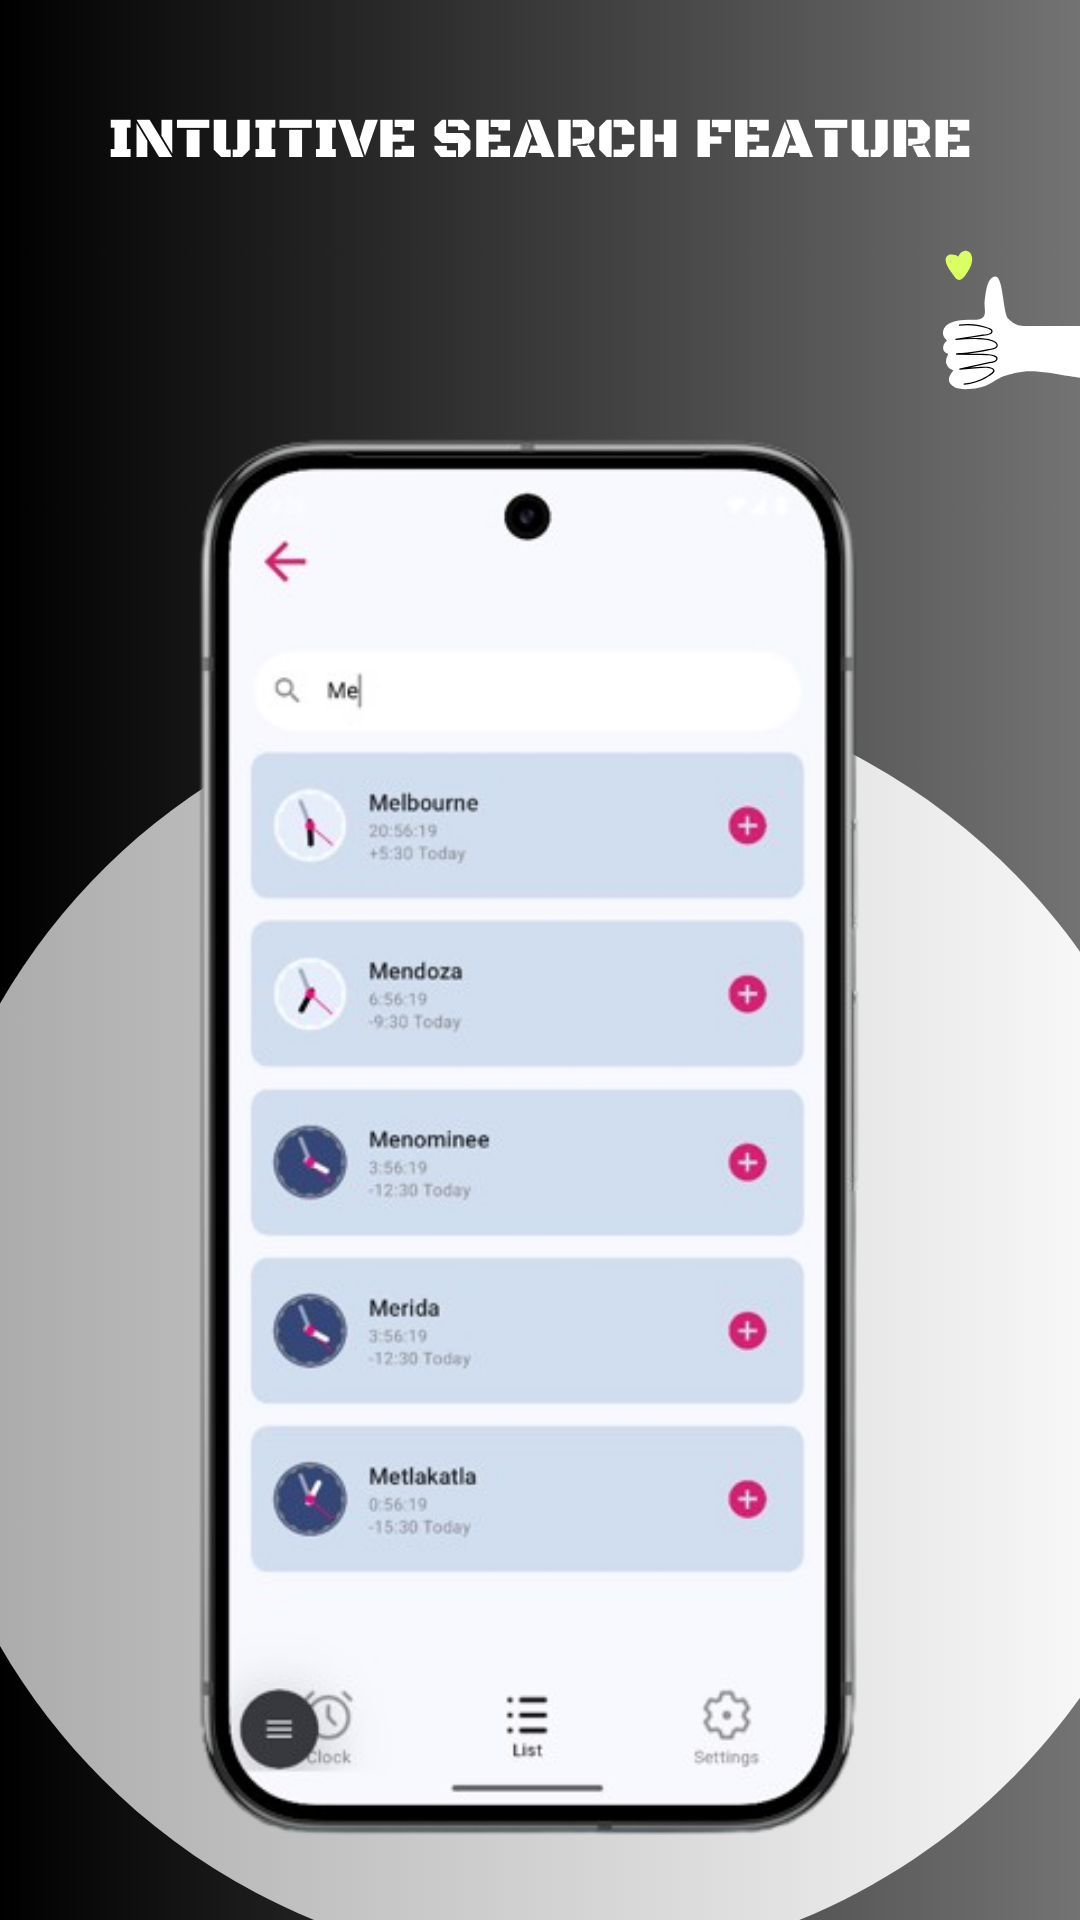 INTUITIVE SEARCH FEATURE
Me
Melbourne
20:56:19
+5:30 Today
Mendoza
6:56:19
-9:30 Today
Menominee
3:56:19
-12:30 Today
Merida
3:56:19
-12:30 Today
Metlakatla
0:56:19
-15:30 Today
Clock
List
Settings